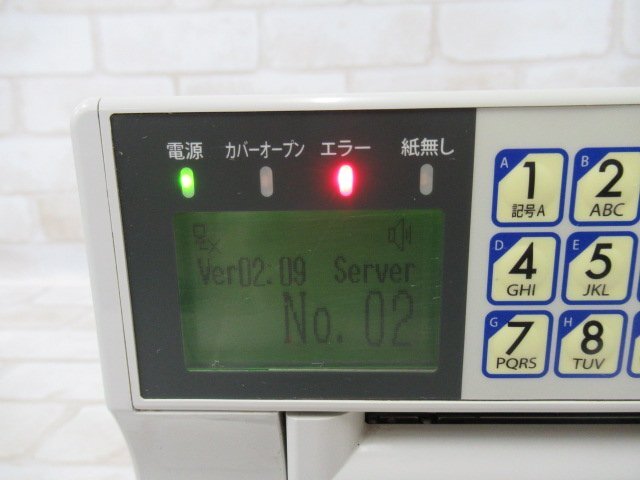 電源 カバーオープン エラー 紙無し
Ver02.09 Server
No. 02
A 1 記号A
B 2 ABC
D 4 GHI
E 5 JKL
G 7 PQRS
H 8 TUV